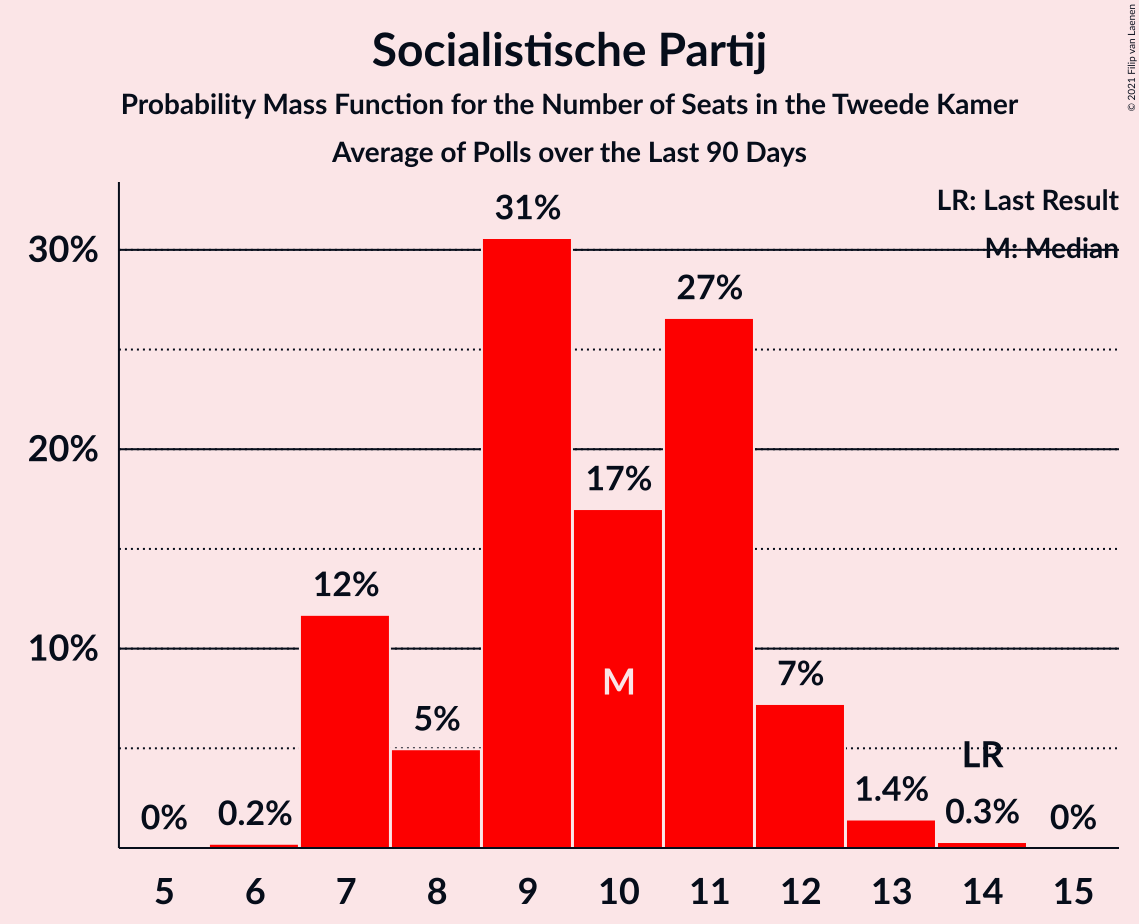 Socialistische Partij
Probability Mass Function for the Number of Seats in the Tweede Kamer
Average of Polls over the Last 90 Days
© 2021 Filip van Laenen
LR: Last Result
M: Median
30%
20%
10%
0%
0.2%
12%
5%
31%
17%
27%
7%
1.4%
0.3%
0%
M
LR
5 6 7 8 9 10 11 12 13 14 15